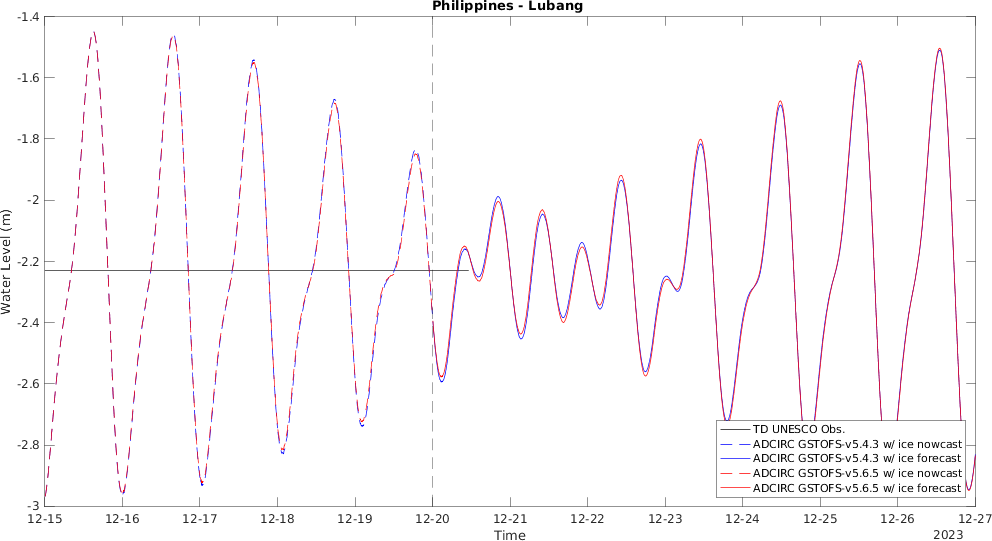 Philippines - Lubang
Water Level (m)
-1.4
-1.6
-1.8
-2
-2.2
-2.4
-2.6
-2.8
-3
TD UNESCO Obs.
ADCIRC GSTOFS-v5.4.3 w/ ice nowcast
ADCIRC GSTOFS-v5.4.3 w/ ice forecast
ADCIRC GSTOFS-v5.6.5 w/ ice nowcast
ADCIRC GSTOFS-v5.6.5 w/ ice forecast
12-15 12-16 12-17 12-18 12-19 12-20 12-21 12-22 12-23 12-24 12-25 12-26 12-27
Time
2023